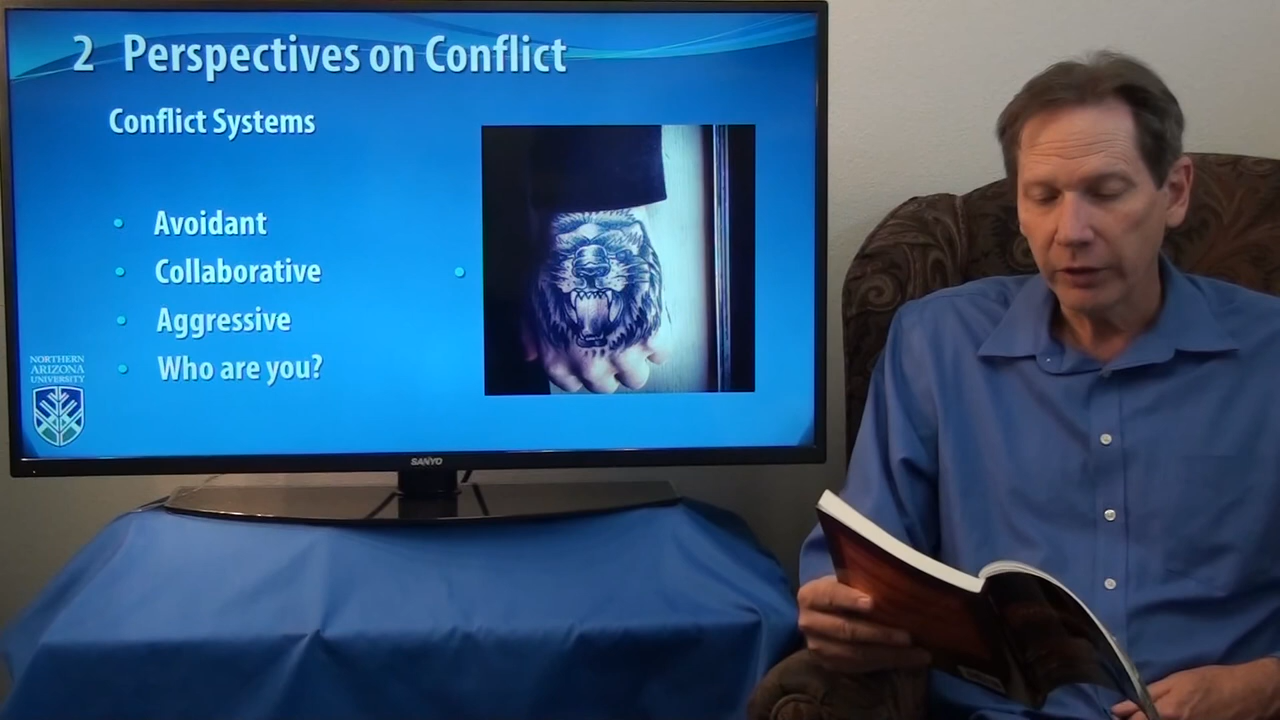 2 Perspectives on Conflict
Conflict Systems
• Avoidant
• Collaborative
• Aggressive
• Who are you?
NORTHERN
ARIZONA
UNIVERSITY
SANYO